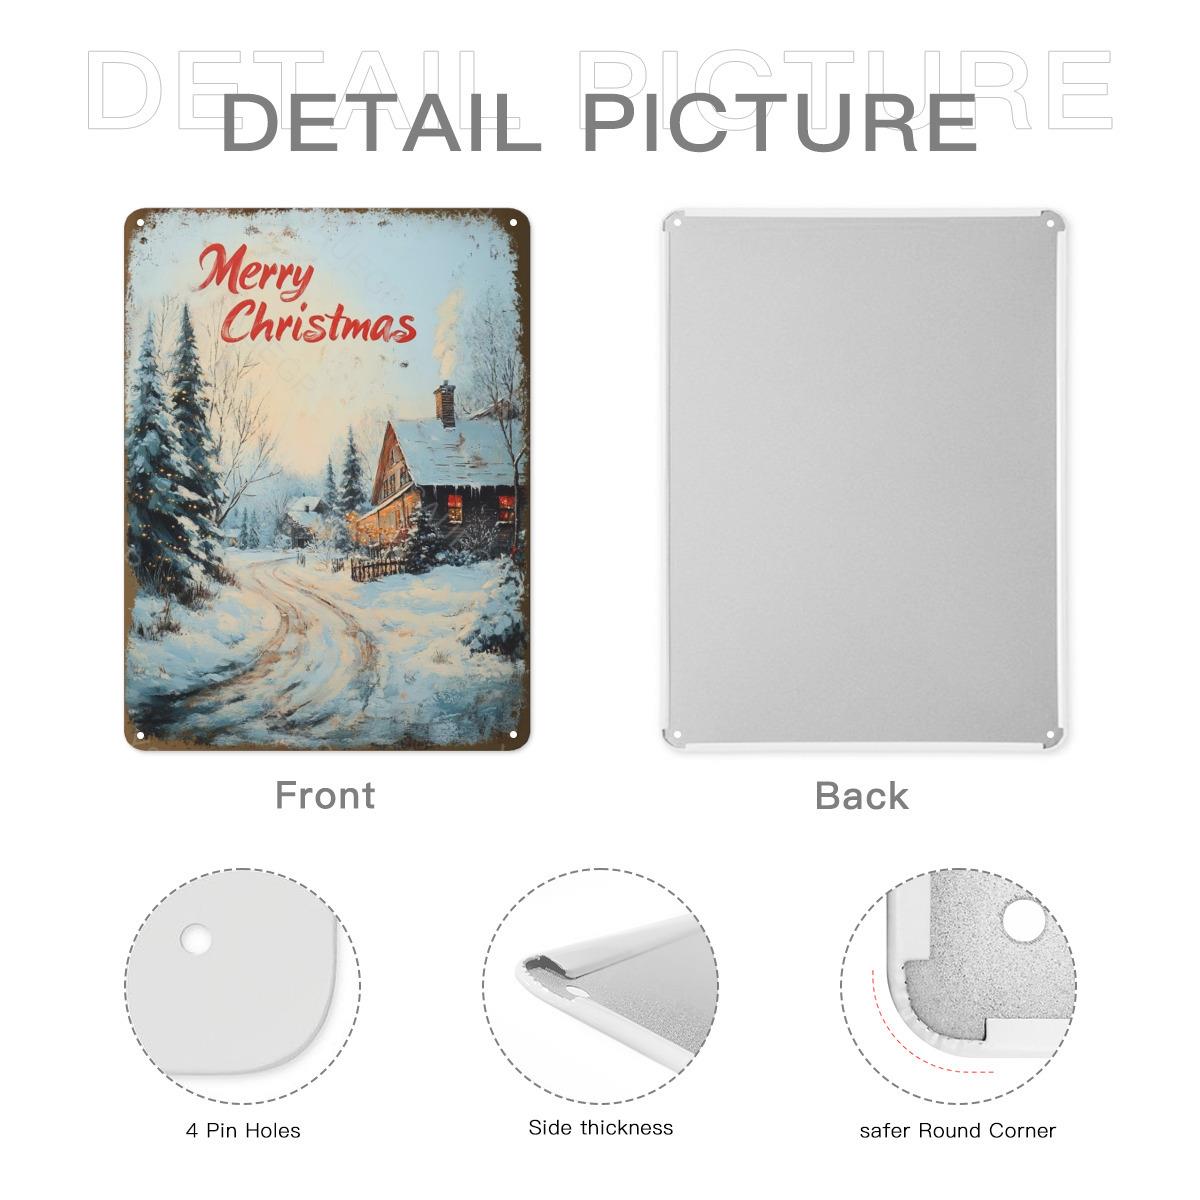 DETAIL PICTURE
DETAIL PICTURE
Merry
Christmas
Front
Back
4 Pin Holes
Side thickness
safer Round Corner